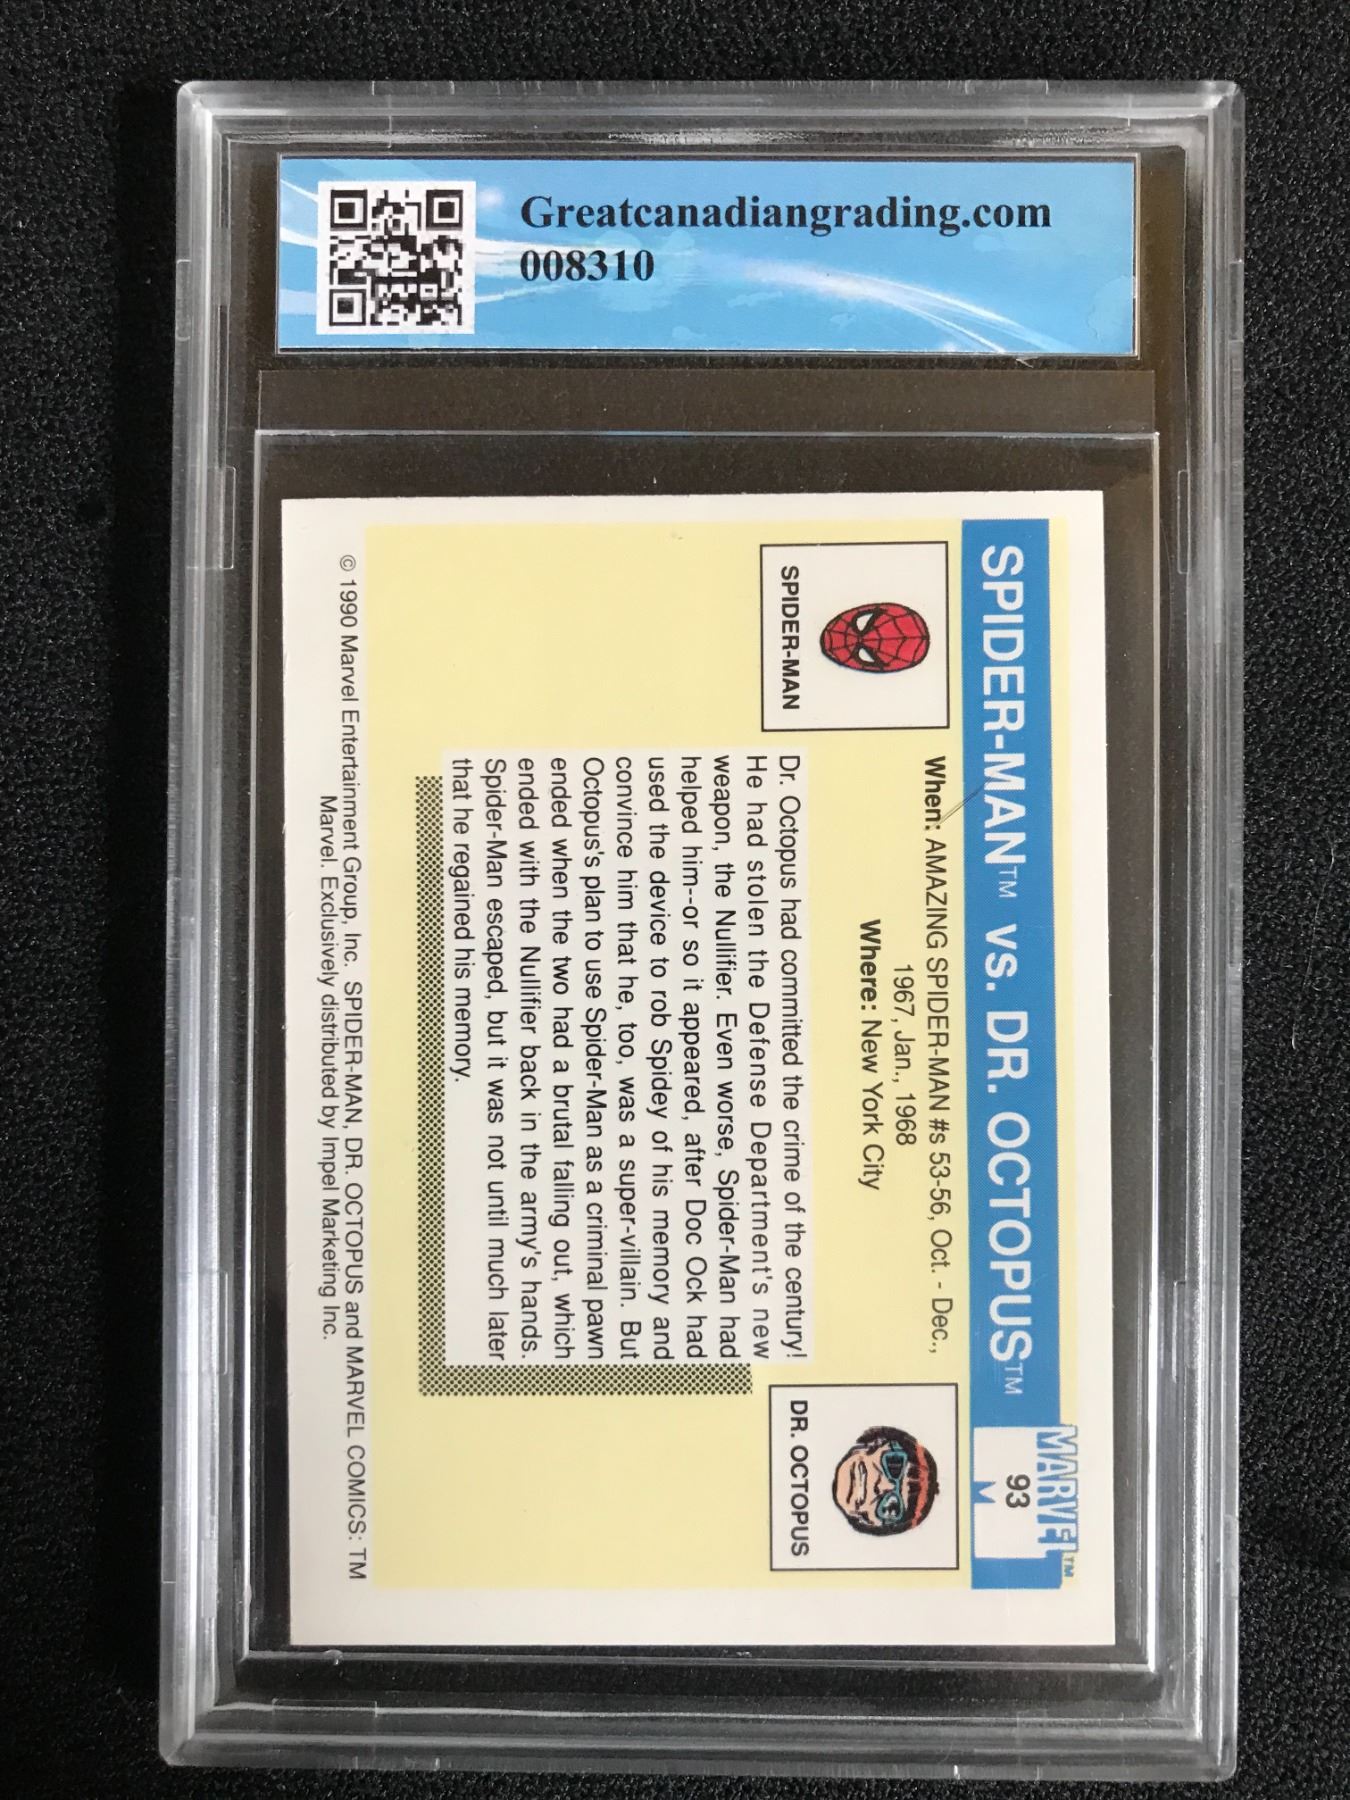 Greatcanadiangrading.com
008310
SPIDER-MAN™ vs. DR. OCTOPUS™
MARVEL™
93
M
When: AMAZING SPIDER-MAN #s 53-56, Oct. - Dec.,
1967, Jan., 1968
Where: New York City
SPIDER-MAN
DR. OCTOPUS
Dr. Octopus had committed the crime of the century!
He had stolen the Defense Department's new
weapon, the Nullifier. Even worse, Spider-Man had
helped him--or so it appeared, after Doc Ock had
used the device to rob Spidey of his memory and
convince him that he, too, was a super-villain. But
Octopus's plan to use Spider-Man as a criminal pawn
ended when the two had a brutal falling out, which
ended with the Nullifier back in the army's hands.
Spider-Man escaped, but it was not until much later
that he regained his memory.
© 1990 Marvel Entertainment Group, Inc. SPIDER-MAN, DR. OCTOPUS and MARVEL COMICS: TM
Marvel. Exclusively distributed by Impel Marketing Inc.